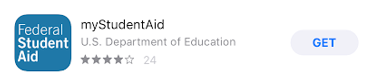 Federal
Student
Aid
myStudentAid
U.S. Department of Education
24
GET